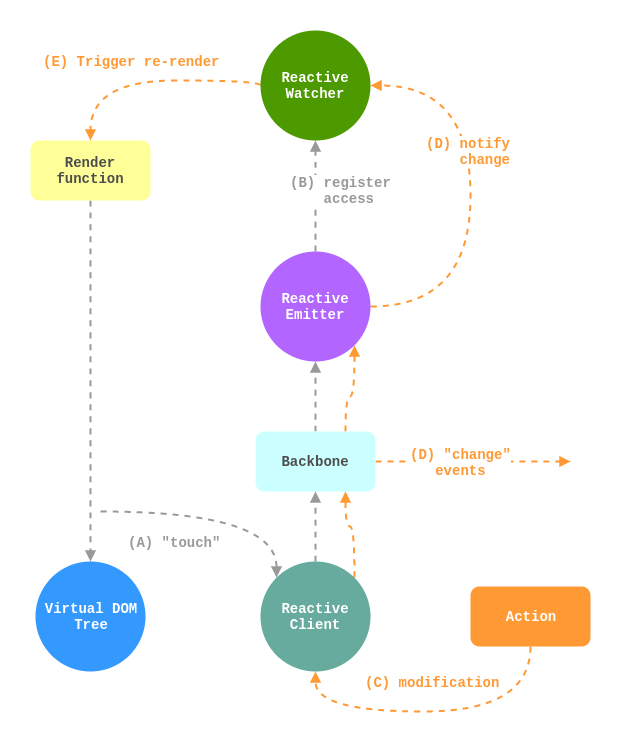 (E) Trigger re-render
Reactive
Watcher
(D) notify
change
Render
function
(B) register
access
Reactive
Emitter
Backbone
(D) "change"
events
(A) "touch"
Virtual DOM
Tree
Reactive
Client
Action
(C) modification